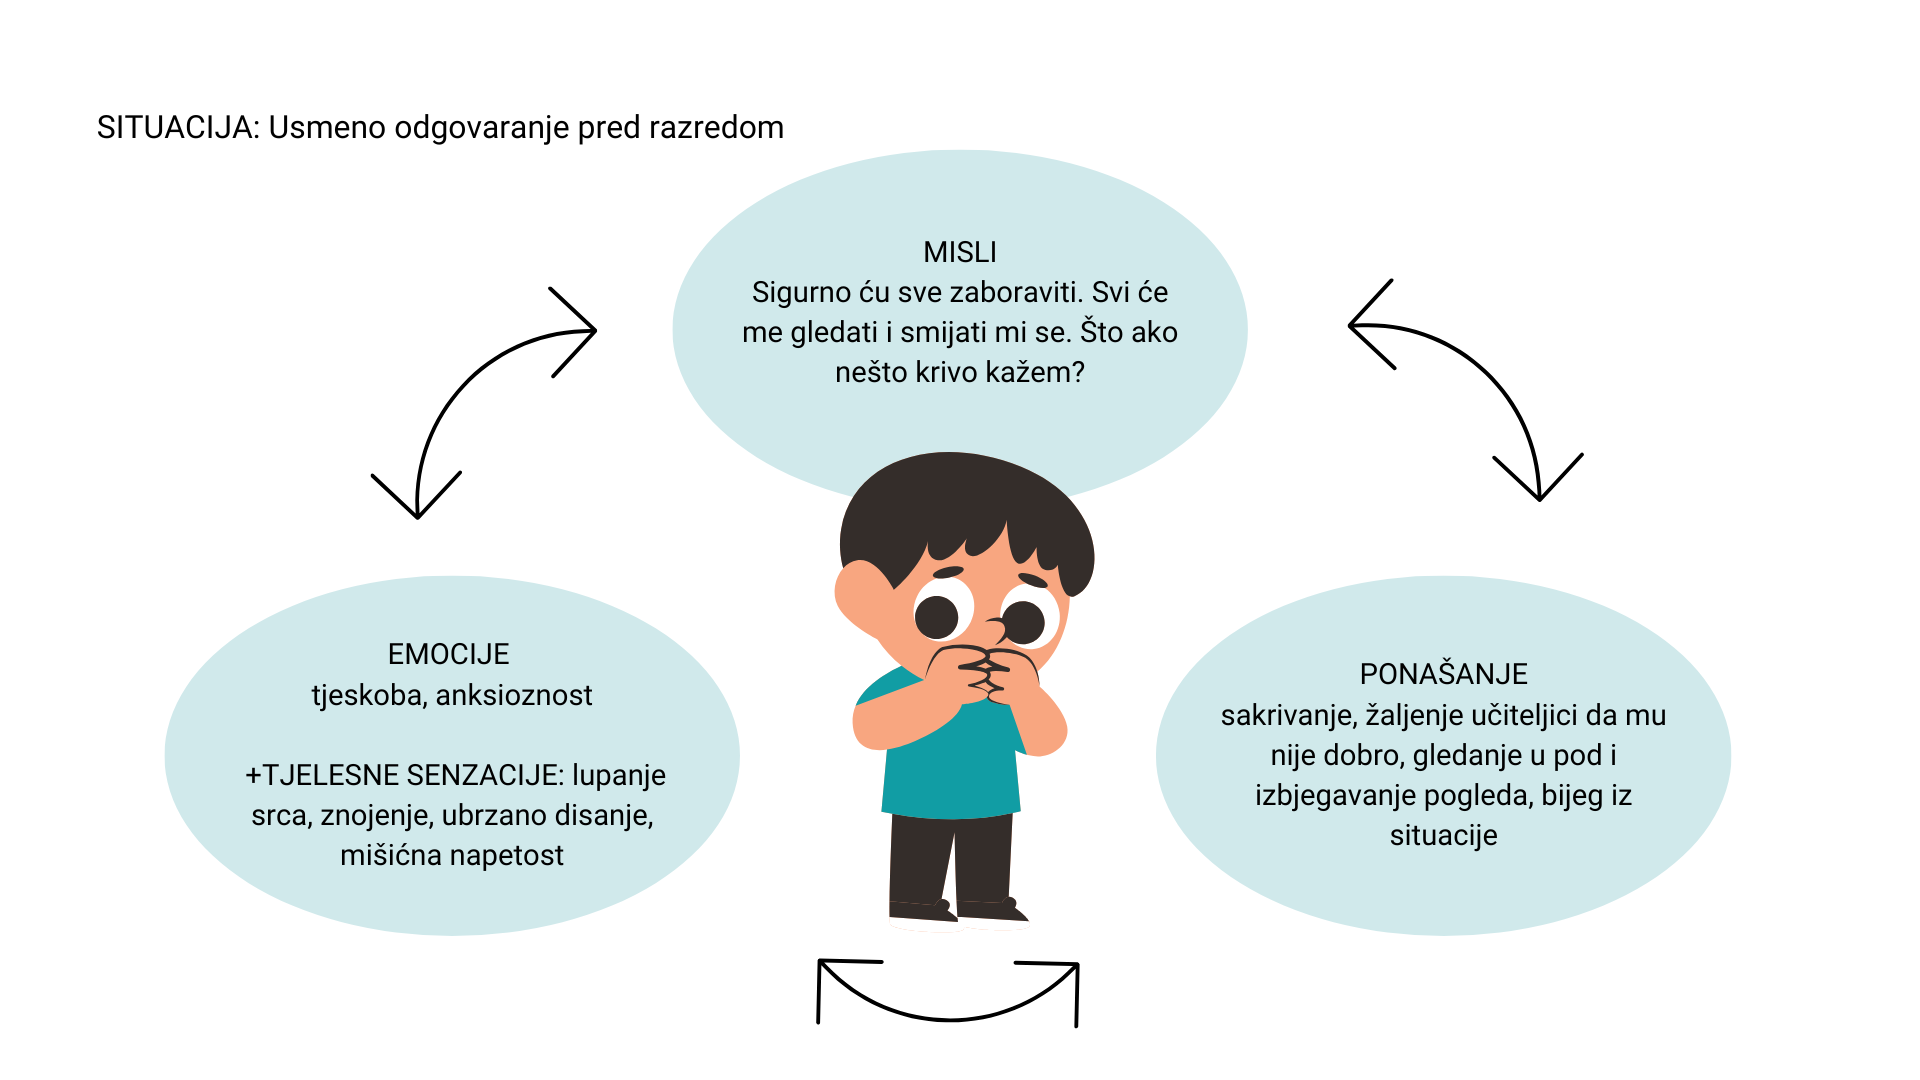 SITUACIJA: Usmeno odgovaranje pred razredom
MISLI
Sigurno ću sve zaboraviti. Svi će
me gledati i smijati mi se. Što ako
nešto krivo kažem?
EMOCIJE
tjeskoba, anksioznost
+TJELESNE SENZACIJE: lupanje
srca, znojenje, ubrzano disanje,
mišićna napetost
PONAŠANJE
sakrivanje, žaljenje učiteljici da mu
nije dobro, gledanje u pod i
izbjegavanje pogleda, bijeg iz
situacije